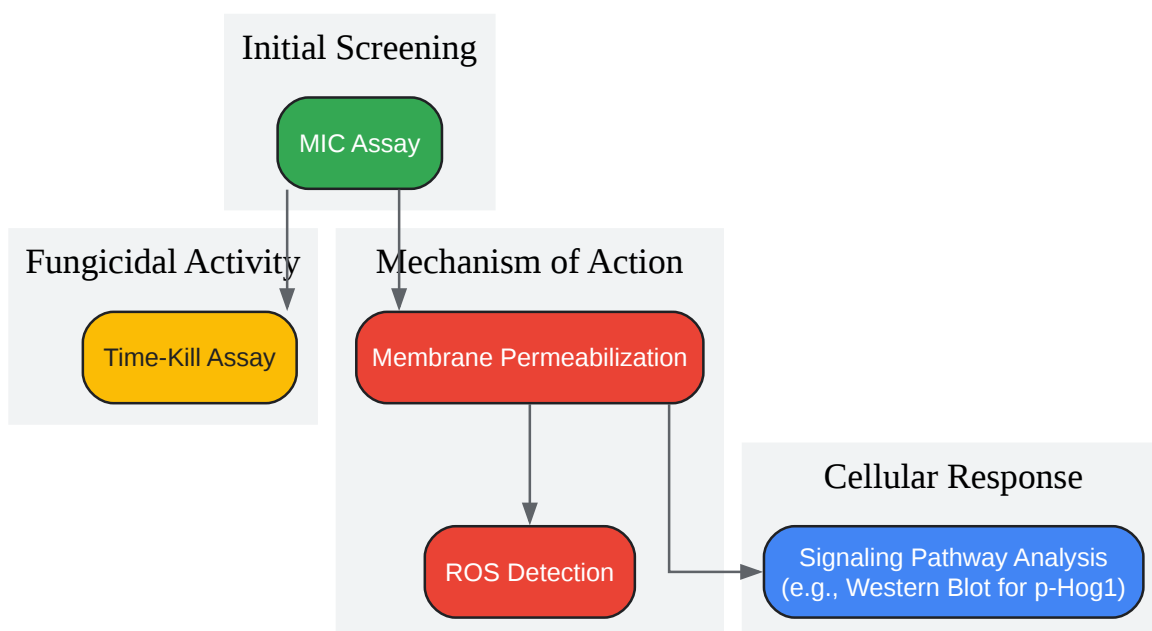 Initial Screening
MIC Assay
Fungicidal Activity
Mechanism of Action
Time-Kill Assay
Membrane Permeabilization
Cellular Response
ROS Detection
Signaling Pathway Analysis
(e.g., Western Blot for p-Hog1)